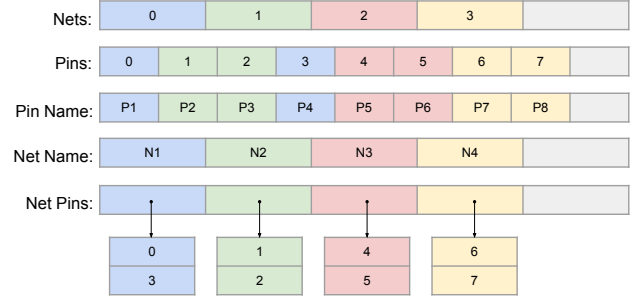 Nets: 0 1 2 3
Pins: 0 1 2 3 4 5 6 7
Pin Name: P1 P2 P3 P4 P5 P6 P7 P8
Net Name: N1 N2 N3 N4
Net Pins:
0 1 4 6
3 2 5 7